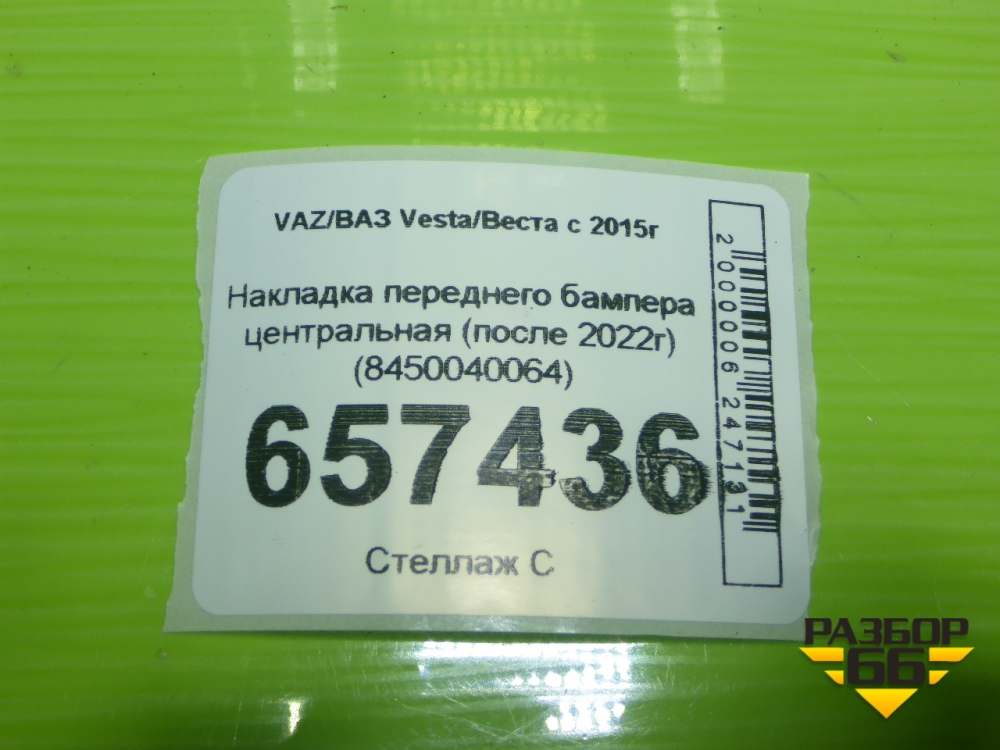 VAZ/ВАЗ Vesta/Веста с 2015г
Накладка переднего бампера
центральная (после 2022г)
(8450040064)
657436
Стеллаж С
2000006247131
РАЗБОР
66